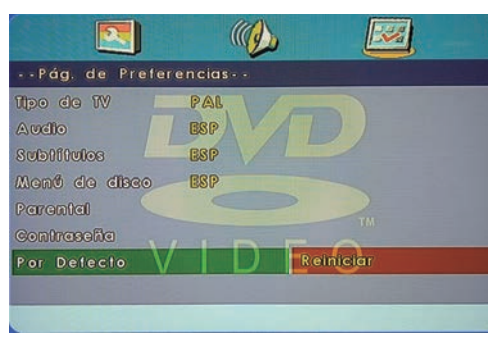 --Pág. de Preferencias--
Tipo de TV PAL
Audio ESP
Subtítulos ESP
Menú de disco ESP
Parental
Contraseña
Por Defecto Reiniciar
DVD
TM
VIDEO